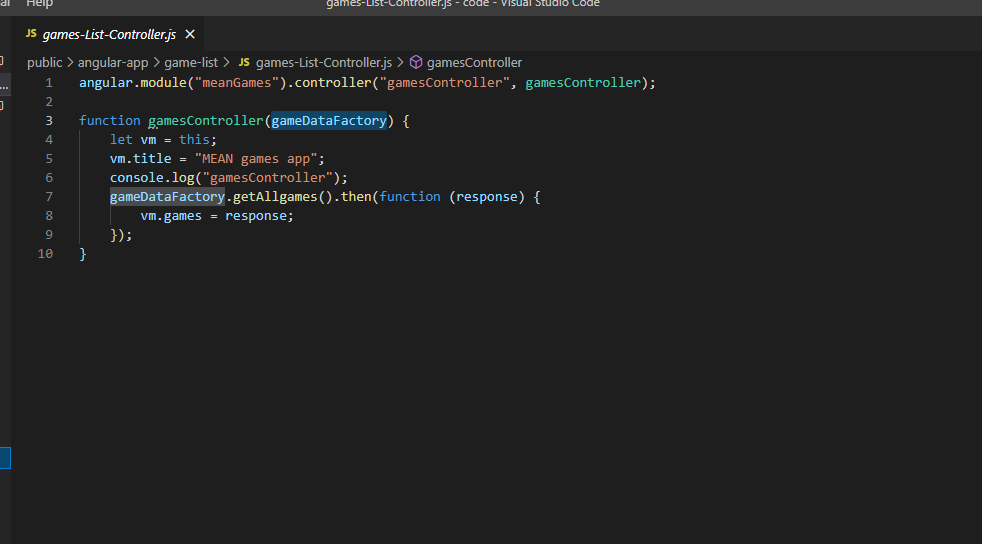 al Help games-List-Controller.js - code - Visual Studio Code
JS games-List-Controller.js ×
public > angular-app > game-list > JS games-List-Controller.js > gamesController
1 angular.module("meanGames").controller("gamesController", gamesController);
2
3 function gamesController(gameDataFactory) {
4 let vm = this;
5 vm.title = "MEAN games app";
6 console.log("gamesController");
7 gameDataFactory.getAllgames().then(function (response) {
8 vm.games = response;
9 });
10 }